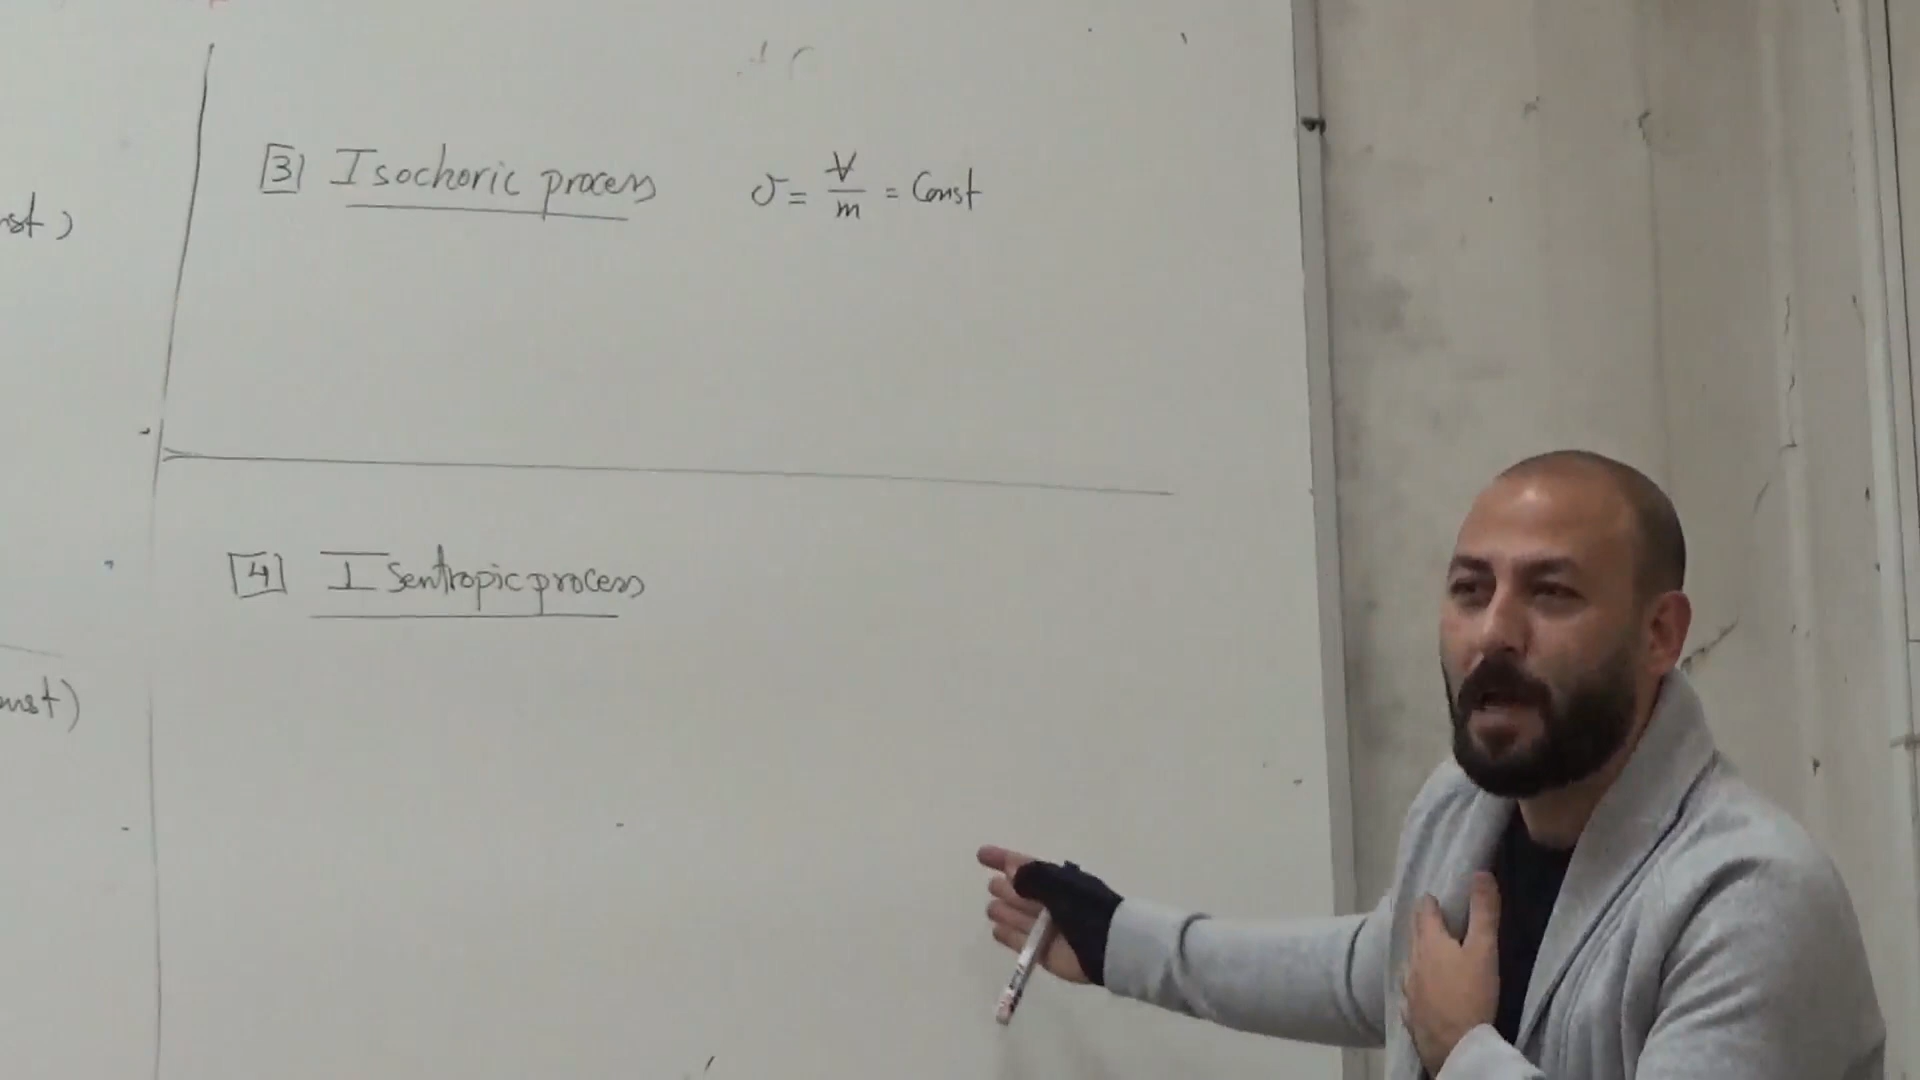 [3] Isochoric process v = V/m = Const
[4] Isentropic process